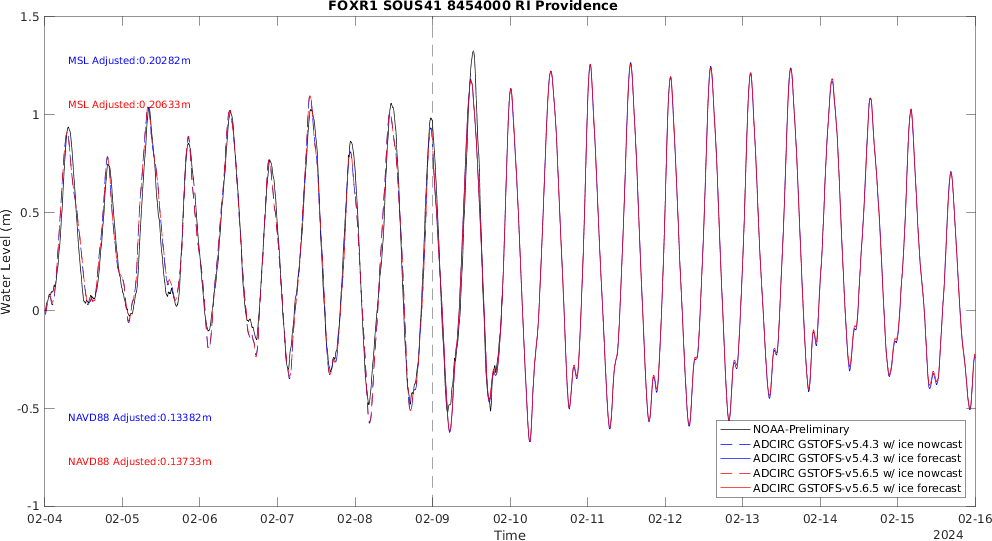 FOXR1 SOUS41 8454000 RI Providence
1.5
MSL Adjusted:0.20282m
MSL Adjusted:0.20633m
1
0.5
Water Level (m)
0
-0.5
NAVD88 Adjusted:0.13382m
NAVD88 Adjusted:0.13733m
NOAA-Preliminary
ADCIRC GSTOFS-v5.4.3 w/ ice nowcast
ADCIRC GSTOFS-v5.4.3 w/ ice forecast
ADCIRC GSTOFS-v5.6.5 w/ ice nowcast
ADCIRC GSTOFS-v5.6.5 w/ ice forecast
-1
02-04 02-05 02-06 02-07 02-08 02-09 02-10 02-11 02-12 02-13 02-14 02-15 02-16
Time
2024